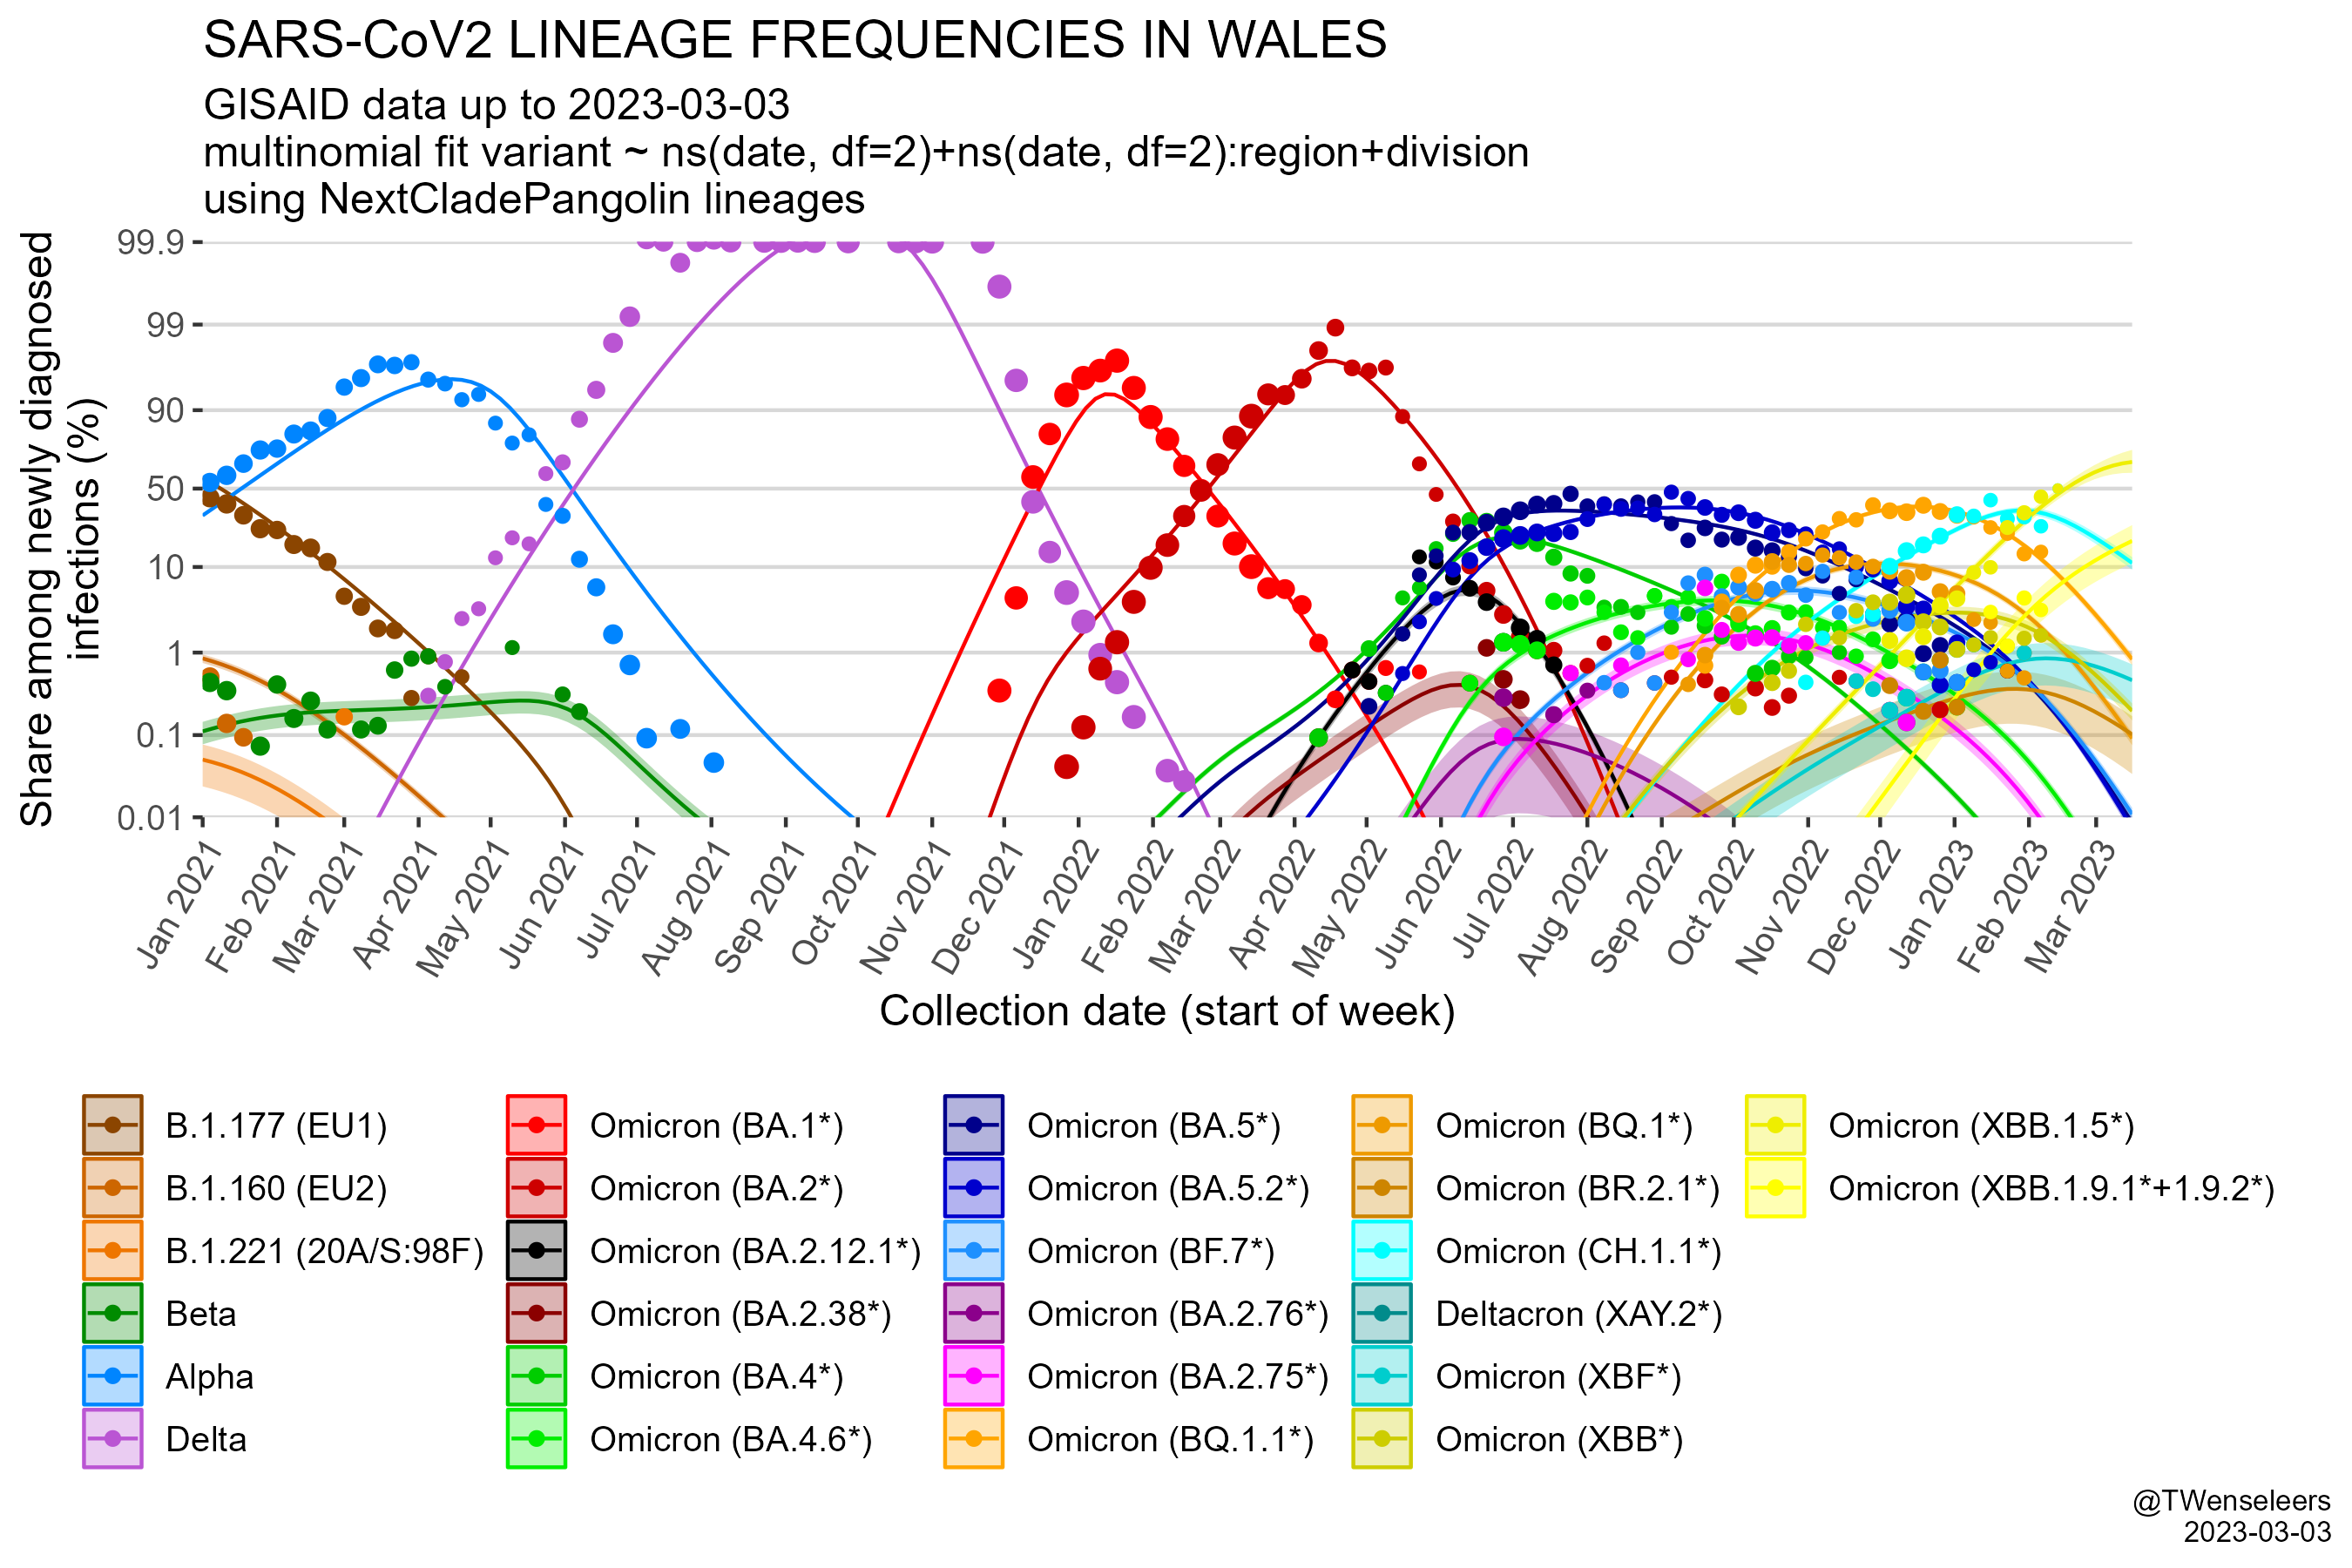 SARS-CoV2 LINEAGE FREQUENCIES IN WALES
GISAID data up to 2023-03-03
multinomial fit variant ~ ns(date, df=2)+ns(date, df=2):region+division
using NextCladePangolin lineages
Share among newly diagnosed
infections (%)
99.9
99
90
50
10
1
0.1
0.01
Jan 2021
Feb 2021
Mar 2021
Apr 2021
May 2021
Jun 2021
Jul 2021
Aug 2021
Sep 2021
Oct 2021
Nov 2021
Dec 2021
Jan 2022
Feb 2022
Mar 2022
Apr 2022
May 2022
Jun 2022
Jul 2022
Aug 2022
Sep 2022
Oct 2022
Nov 2022
Dec 2022
Jan 2023
Feb 2023
Mar 2023
Collection date (start of week)
B.1.177 (EU1)
B.1.160 (EU2)
B.1.221 (20A/S:98F)
Beta
Alpha
Delta
Omicron (BA.1*)
Omicron (BA.2*)
Omicron (BA.2.12.1*)
Omicron (BA.2.38*)
Omicron (BA.4*)
Omicron (BA.4.6*)
Omicron (BA.5*)
Omicron (BA.5.2*)
Omicron (BF.7*)
Omicron (BA.2.76*)
Omicron (BA.2.75*)
Omicron (BQ.1.1*)
Omicron (BQ.1*)
Omicron (BR.2.1*)
Omicron (CH.1.1*)
Deltacron (XAY.2*)
Omicron (XBF*)
Omicron (XBB*)
Omicron (XBB.1.5*)
Omicron (XBB.1.9.1*+1.9.2*)
@TWenseleers
2023-03-03